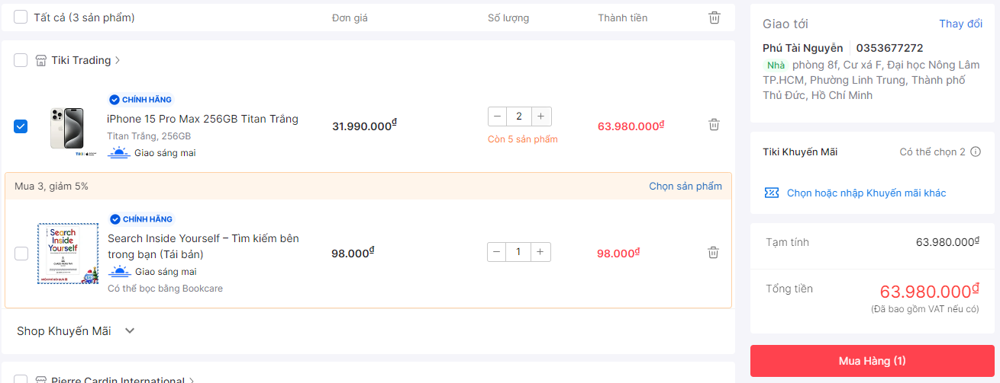 Tất cả (3 sản phẩm) Đơn giá Số lượng Thành tiền
Tiki Trading
CHÍNH HÃNG
iPhone 15 Pro Max 256GB Titan Trắng
Titan Trắng, 256GB
Giao sáng mai
31.990.000₫
2
Còn 5 sản phẩm
63.980.000₫
Mua 3, giảm 5% Chọn sản phẩm
Search
Inside
Yourself
CHÍNH HÃNG
Search Inside Yourself – Tìm kiếm bên
trong bạn (Tái bản)
Giao sáng mai
Có thể bọc bằng Bookcare
98.000₫
1
98.000₫
Shop Khuyến Mãi
Pierre Cardin International
Giao tới Thay đổi
Phú Tài Nguyễn 0353677272
Nhà phòng 8f, Cư xá F, Đại học Nông Lâm
TP.HCM, Phường Linh Trung, Thành phố
Thủ Đức, Hồ Chí Minh
Tiki Khuyến Mãi Có thể chọn 2
Chọn hoặc nhập Khuyến mãi khác
Tạm tính 63.980.000₫
Tổng tiền 63.980.000₫
(Đã bao gồm VAT nếu có)
Mua Hàng (1)